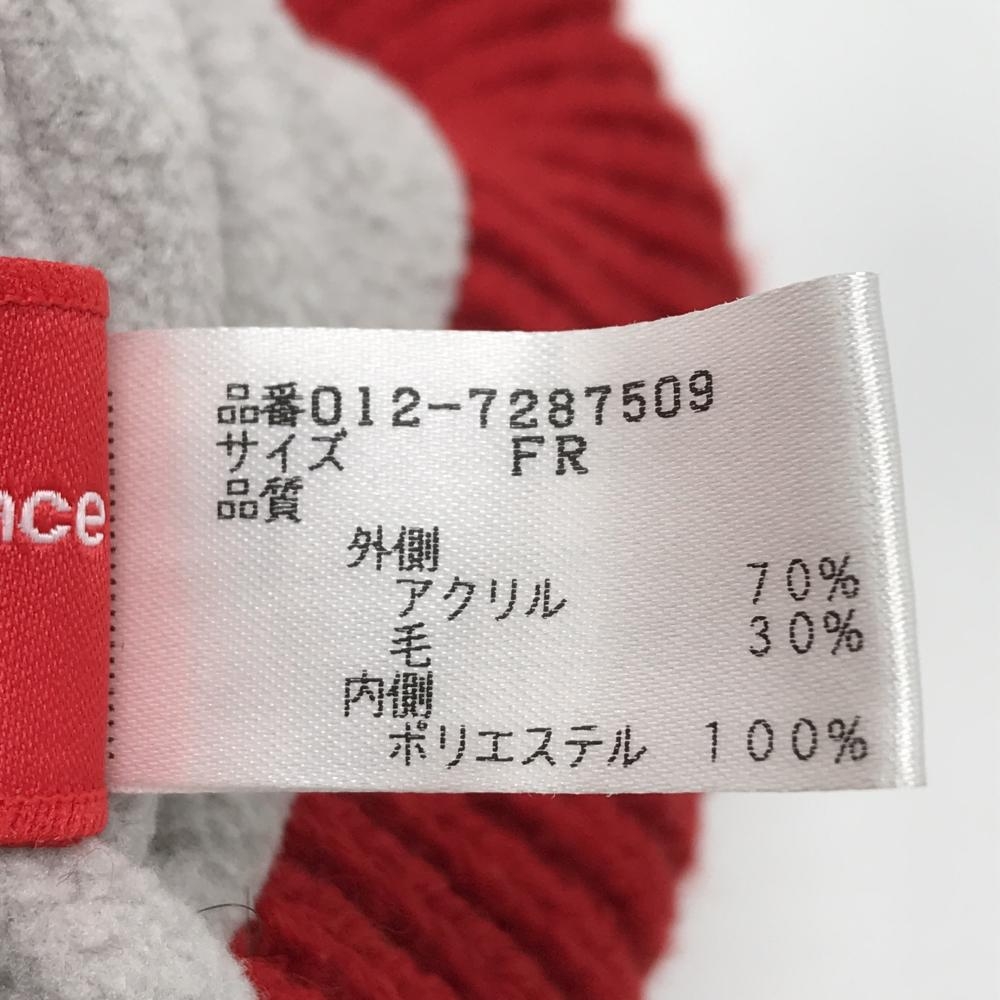 品番012-7287509
サイズ FR
品質
外側
アクリル 70%
毛 30%
内側
ポリエステル 100%
nce